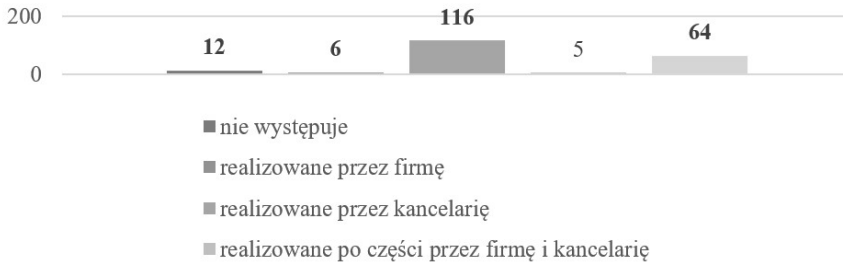 200
116
12
6
5
64
0
nie występuje
realizowane przez firmę
realizowane przez kancelarię
realizowane po części przez firmę i kancelarię